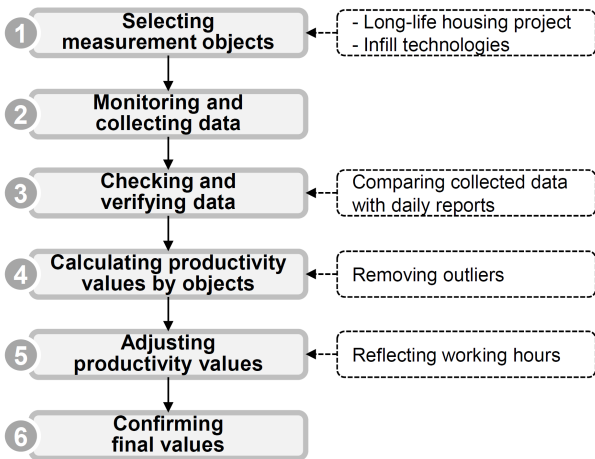 1
Selecting
measurement objects
- Long-life housing project
- Infill technologies
2
Monitoring and
collecting data
3
Checking and
verifying data
Comparing collected data
with daily reports
4
Calculating productivity
values by objects
Removing outliers
5
Adjusting
productivity values
Reflecting working hours
6
Confirming
final values